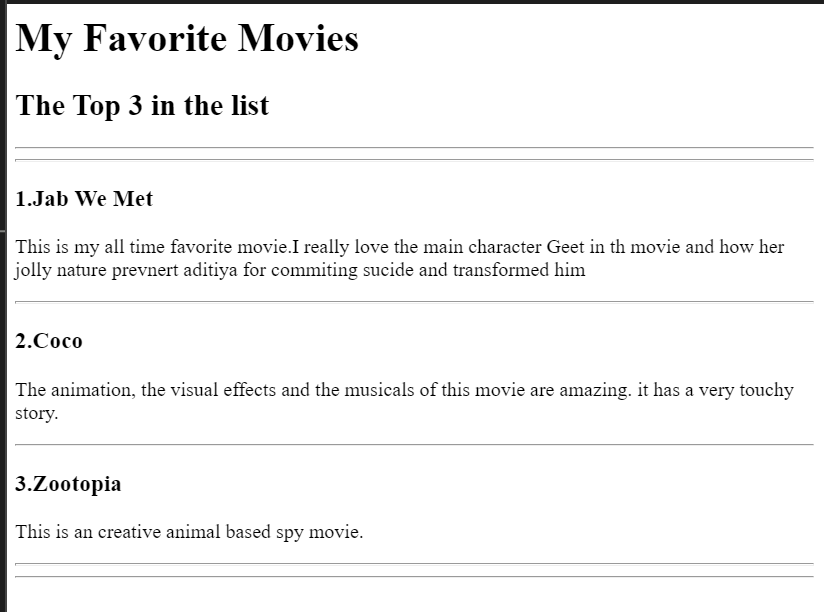 My Favorite Movies
The Top 3 in the list
1.Jab We Met
This is my all time favorite movie.I really love the main character Geet in th movie and how her
jolly nature prevnert aditiya for commiting sucide and transformed him
2.Coco
The animation, the visual effects and the musicals of this movie are amazing. it has a very touchy
story.
3.Zootopia
This is an creative animal based spy movie.